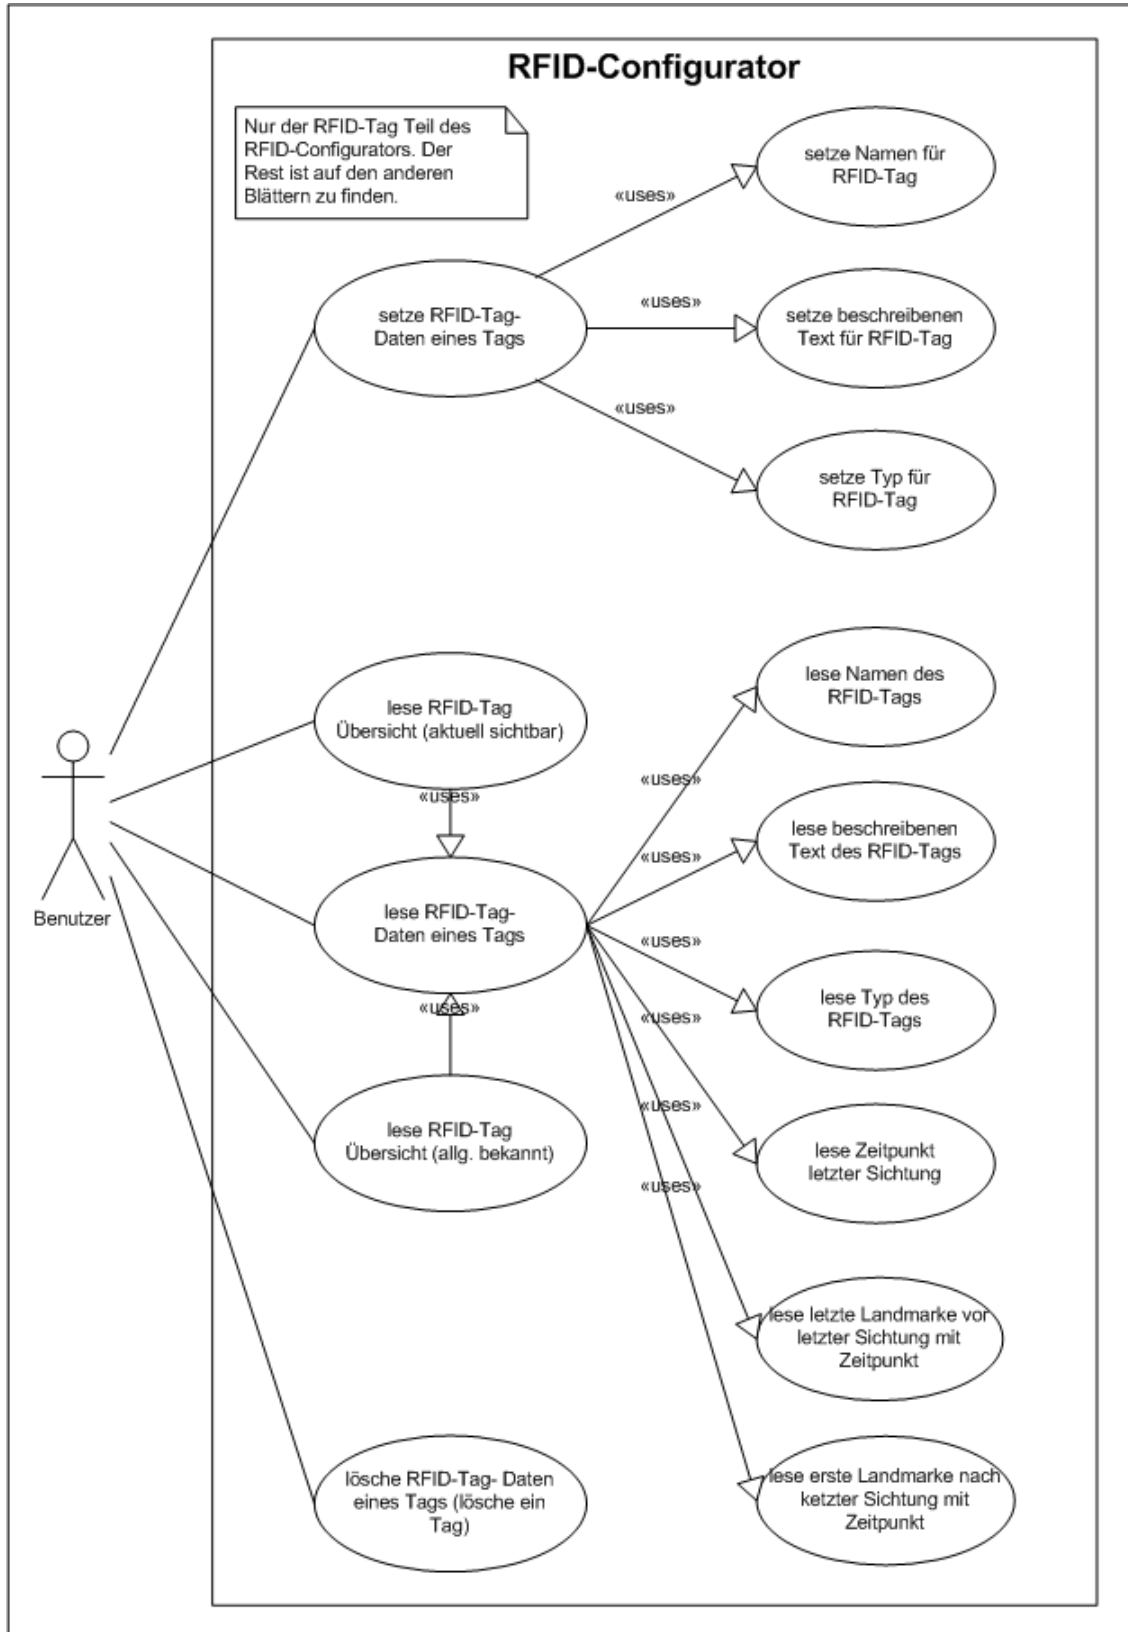 RFID-Configurator
Nur der RFID-Tag Teil des
RFID-Configurators. Der
Rest ist auf den anderen
Blättern zu finden.
setze Namen für
RFID-Tag
«uses»
setze RFID-Tag-
Daten eines Tags
«uses»
setze beschreibenen
Text für RFID-Tag
«uses»
setze Typ für
RFID-Tag
lese RFID-Tag
Übersicht (aktuell sichtbar)
«uses»
lese Namen des
RFID-Tags
«uses»
lese beschreibenen
Text des RFID-Tags
«uses»
Benutzer
lese RFID-Tag-
Daten eines Tags
«uses»
lese Typ des
RFID-Tags
«uses»
«uses»
lese RFID-Tag
Übersicht (allg. bekannt)
«uses»
lese Zeitpunkt
letzter Sichtung
«uses»
lese letzte Landmarke vor
letzter Sichtung mit
Zeitpunkt
lösche RFID-Tag- Daten
eines Tags (lösche ein
Tag)
lese erste Landmarke nach
ketzter Sichtung mit
Zeitpunkt